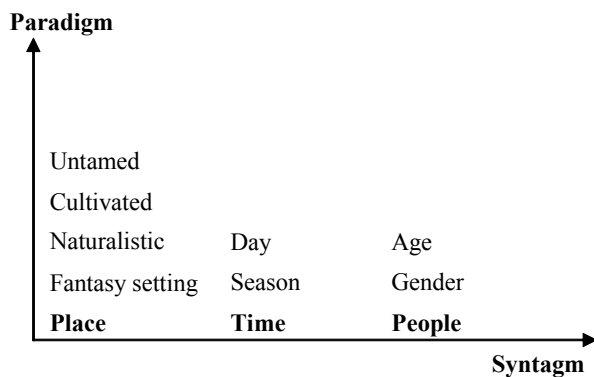 Paradigm
Untamed
Cultivated
Naturalistic Day Age
Fantasy setting Season Gender
Place Time People
Syntagm